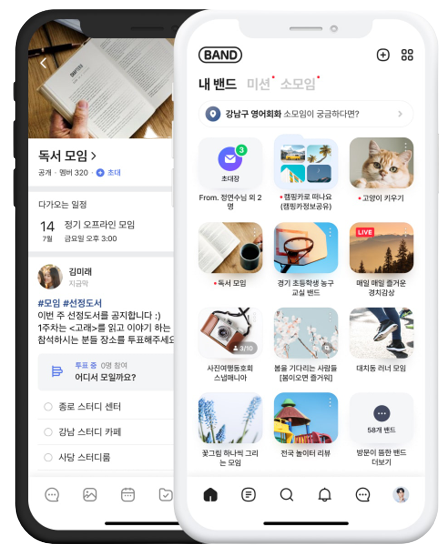 독서 모임 >
공개 · 멤버 320 · 초대
다가오는 일정
14
7월
정기 오프라인 모임
금요일 오후 3:00
김미래
지금막
#모임 #선정도서
이번 주 선정도서를 공지합니다 :)
1주차는 <고래>를 읽고 이야기 하는
참석하시는 분들 장소를 투표해주세요
투표 중 0명 참여
어디서 모일까요?
종로 스터디 센터
강남 스터디 카페
사당 스터디룸
BAND
내 밴드 미션 소모임
강남구 영어회화 소모임이 궁금하다면?
3
초대장
From. 정연수님 외 2
명
캠핑카로 떠나요
(캠핑카정보공유)
고양이 키우기
독서 모임
경기 초등학생 농구
교실 밴드
LIVE
매일 매일 즐거운
경치감상
3/10
사진여행동호회
스냅매니아
봄을 기다리는 사람들
[봄이오면 즐거워]
대치동 러너 모임
꽃그림 하나씩 그리
는 모임
전국 놀이터 리뷰
58개 밴드
방문이 뜸한 밴드
더보기